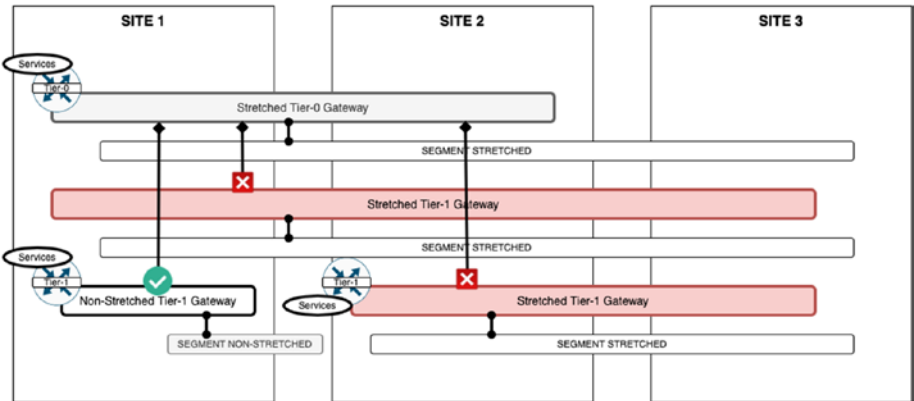 SITE 1
SITE 2
SITE 3
Services
Tier-0
Stretched Tier-0 Gateway
SEGMENT STRETCHED
Stretched Tier-1 Gateway
SEGMENT STRETCHED
Services
Tier-1
Non-Stretched Tier-1 Gateway
SEGMENT NON-STRETCHED
Tier-1
Services
Stretched Tier-1 Gateway
SEGMENT STRETCHED